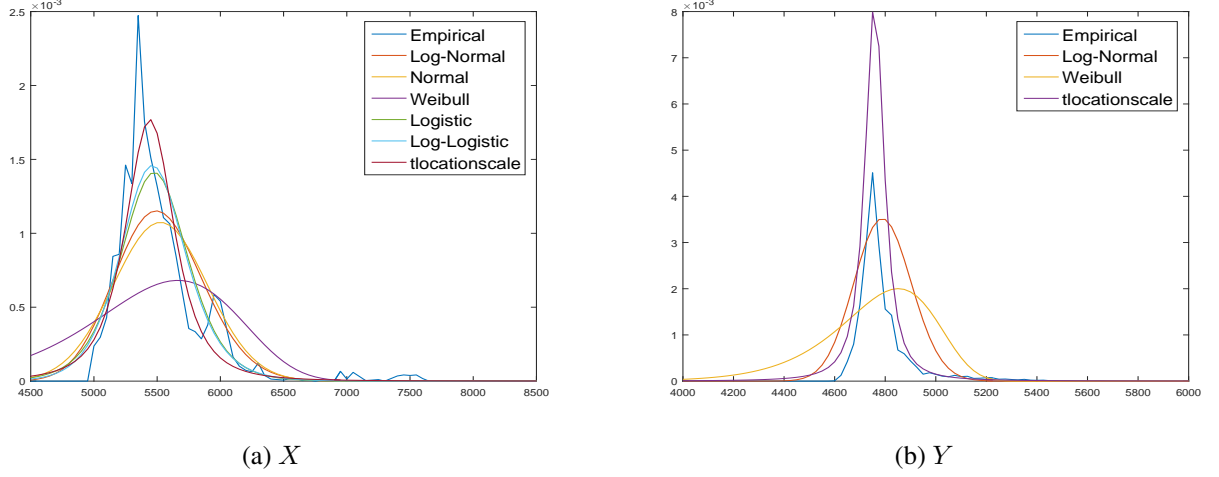 ×10⁻³
2.5
2
1.5
1
0.5
0
4500 5000 5500 6000 6500 7000 7500 8000 8500
Empirical
Log-Normal
Normal
Weibull
Logistic
Log-Logistic
tlocationscale
(a) X
×10⁻³
8
7
6
5
4
3
2
1
0
4000 4200 4400 4600 4800 5000 5200 5400 5600 5800 6000
Empirical
Log-Normal
Weibull
tlocationscale
(b) Y